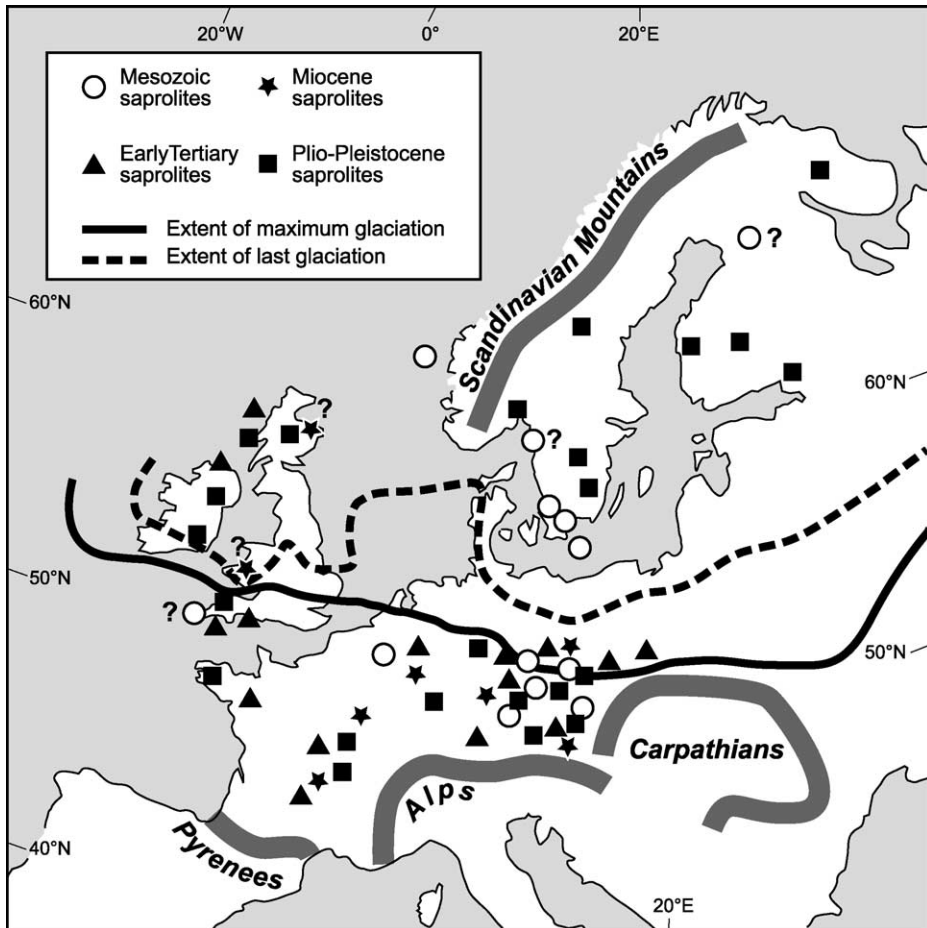 20°W
0°
20°E
Mesozoic
saprolites
Miocene
saprolites
EarlyTertiary
saprolites
Plio-Pleistocene
saprolites
Extent of maximum glaciation
Extent of last glaciation
Scandinavian Mountains
?
60°N
60°N
?
?
?
50°N
?
50°N
Carpathians
Alps
40°N
Pyrenees
20°E